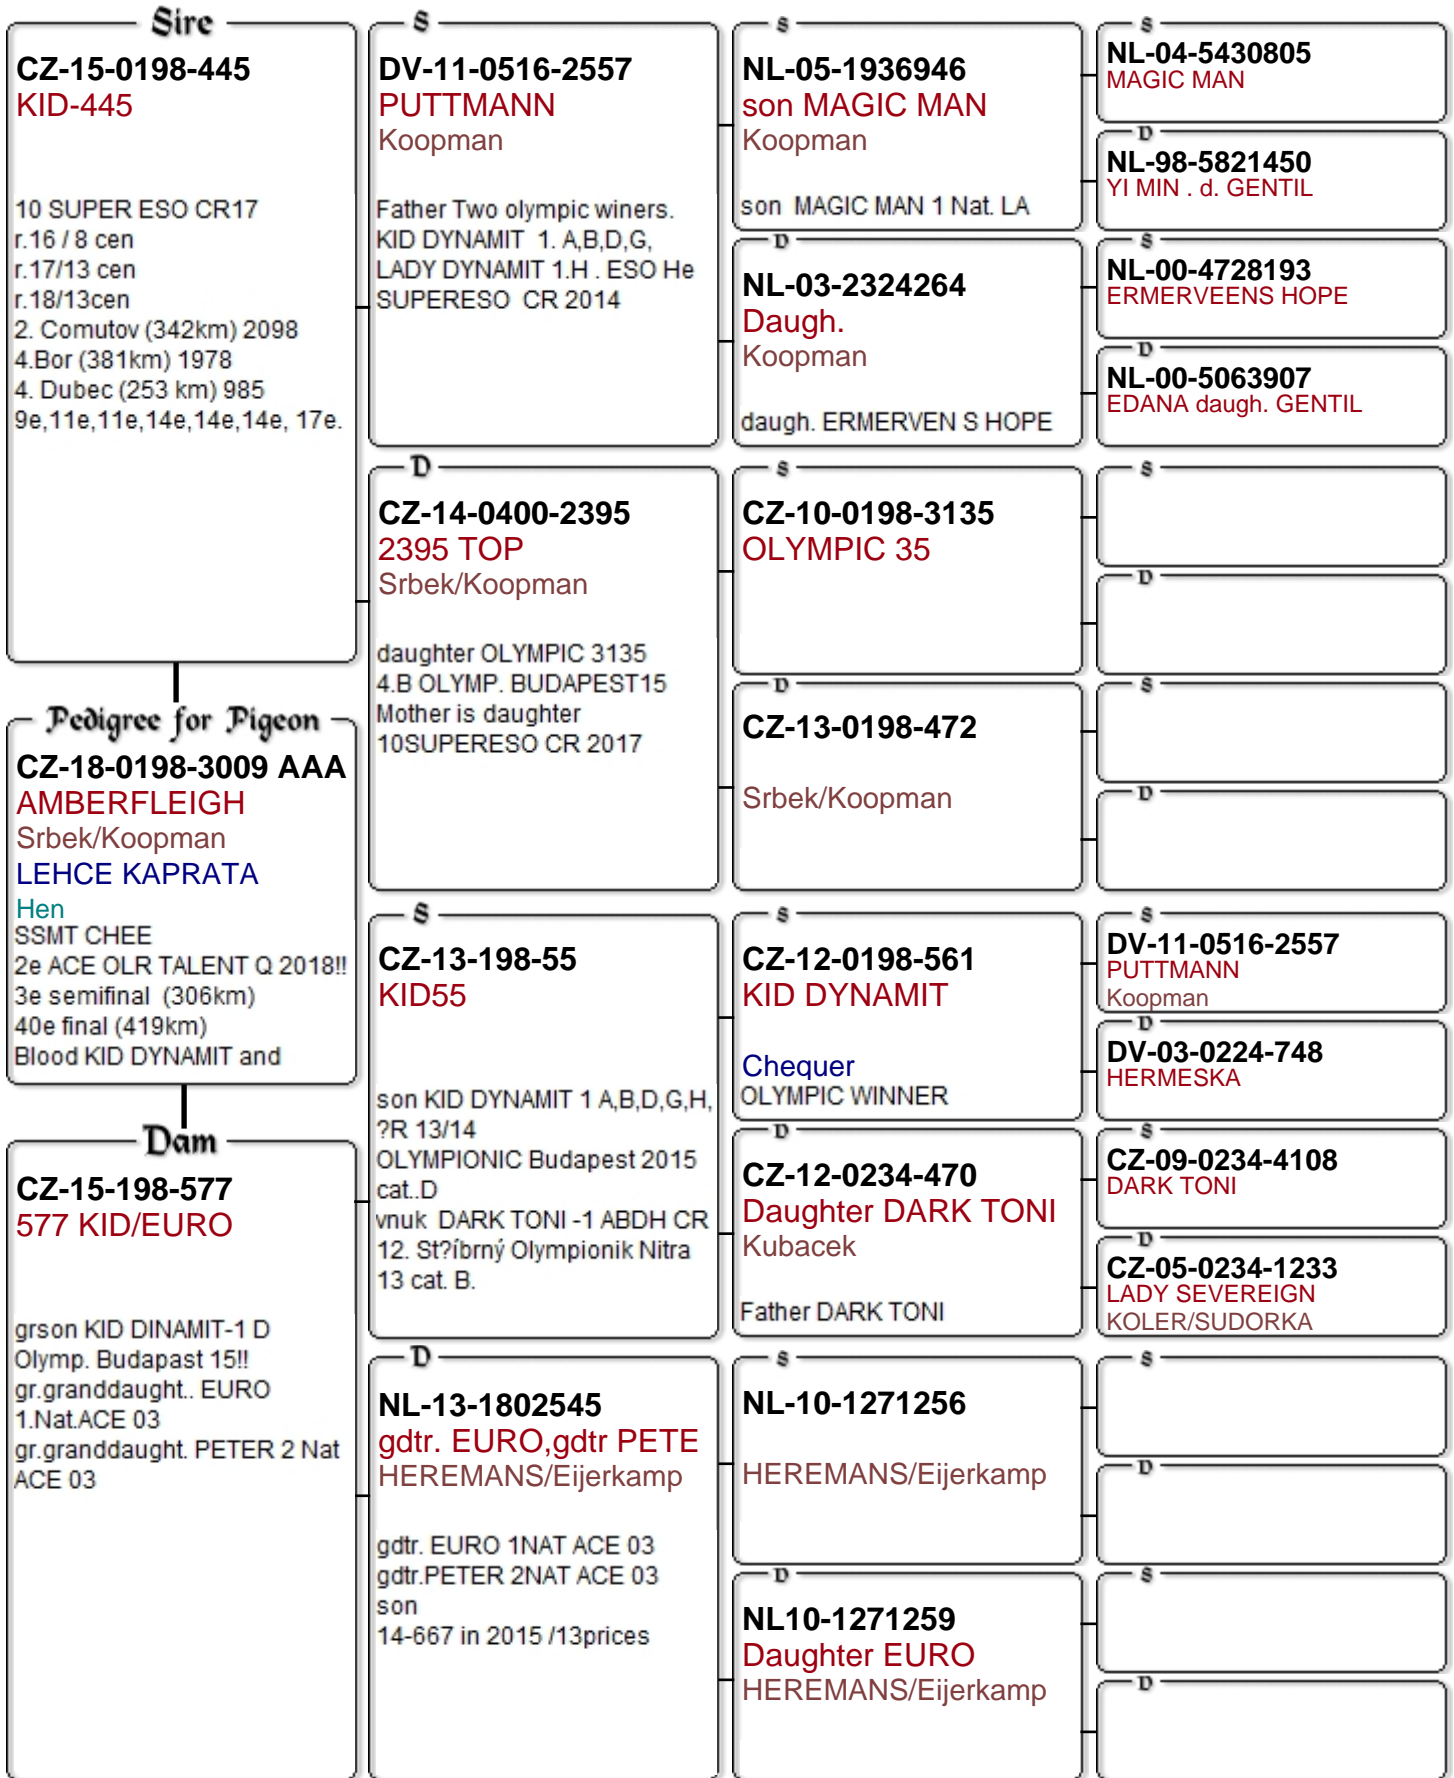 Sire
CZ-15-0198-445
KID-445
10 SUPER ESO CR17
r.16 / 8 cen
r.17/13 cen
r.18/13cen
2. Comutov (342km) 2098
4.Bor (381km) 1978
4. Dubec (253 km) 985
9e,11e,11e,14e,14e,14e, 17e.
Pedigree for Pigeon
CZ-18-0198-3009 AAA
AMBERFLEIGH
Srbek/Koopman
LEHCE KAPRATA
Hen
SSMT CHEE
2e ACE OLR TALENT Q 2018!!
3e semifinal (306km)
40e final (419km)
Blood KID DYNAMIT and
Dam
CZ-15-198-577
577 KID/EURO
grson KID DINAMIT-1 D
Olymp. Budapast 15!!
gr.granddaught.. EURO
1.Nat.ACE 03
gr.granddaught. PETER 2 Nat
ACE 03
S
DV-11-0516-2557
PUTTMANN
Koopman
Father Two olympic winers.
KID DYNAMIT 1. A,B,D,G,
LADY DYNAMIT 1.H . ESO He
SUPERESO CR 2014
D
CZ-14-0400-2395
2395 TOP
Srbek/Koopman
daughter OLYMPIC 3135
4.B OLYMP. BUDAPEST15
Mother is daughter
10SUPERESO CR 2017
S
CZ-13-198-55
KID55
son KID DYNAMIT 1 A,B,D,G,H,
?R 13/14
OLYMPIONIC Budapest 2015
cat..D
vnuk DARK TONI -1 ABDH CR
12. St?íbrný Olympionik Nitra
13 cat. B.
D
NL-13-1802545
gdtr. EURO,gdtr PETE
HEREMANS/Eijerkamp
gdtr. EURO 1NAT ACE 03
gdtr.PETER 2NAT ACE 03
son
14-667 in 2015 /13prices
S
NL-05-1936946
son MAGIC MAN
Koopman
son MAGIC MAN 1 Nat. LA
D
NL-03-2324264
Daugh.
Koopman
daugh. ERMERVEN S HOPE
S
CZ-10-0198-3135
OLYMPIC 35
D
CZ-13-0198-472
Srbek/Koopman
S
CZ-12-0198-561
KID DYNAMIT
Chequer
OLYMPIC WINNER
D
CZ-12-0234-470
Daughter DARK TONI
Kubacek
Father DARK TONI
S
NL-10-1271256
HEREMANS/Eijerkamp
D
NL10-1271259
Daughter EURO
HEREMANS/Eijerkamp
S
NL-04-5430805
MAGIC MAN
D
NL-98-5821450
YI MIN . d. GENTIL
S
NL-00-4728193
ERMERVEENS HOPE
D
NL-00-5063907
EDANA daugh. GENTIL
S
D
S
D
S
DV-11-0516-2557
PUTTMANN
Koopman
D
DV-03-0224-748
HERMESKA
S
CZ-09-0234-4108
DARK TONI
D
CZ-05-0234-1233
LADY SEVEREIGN
KOLER/SUDORKA
S
D
S
D